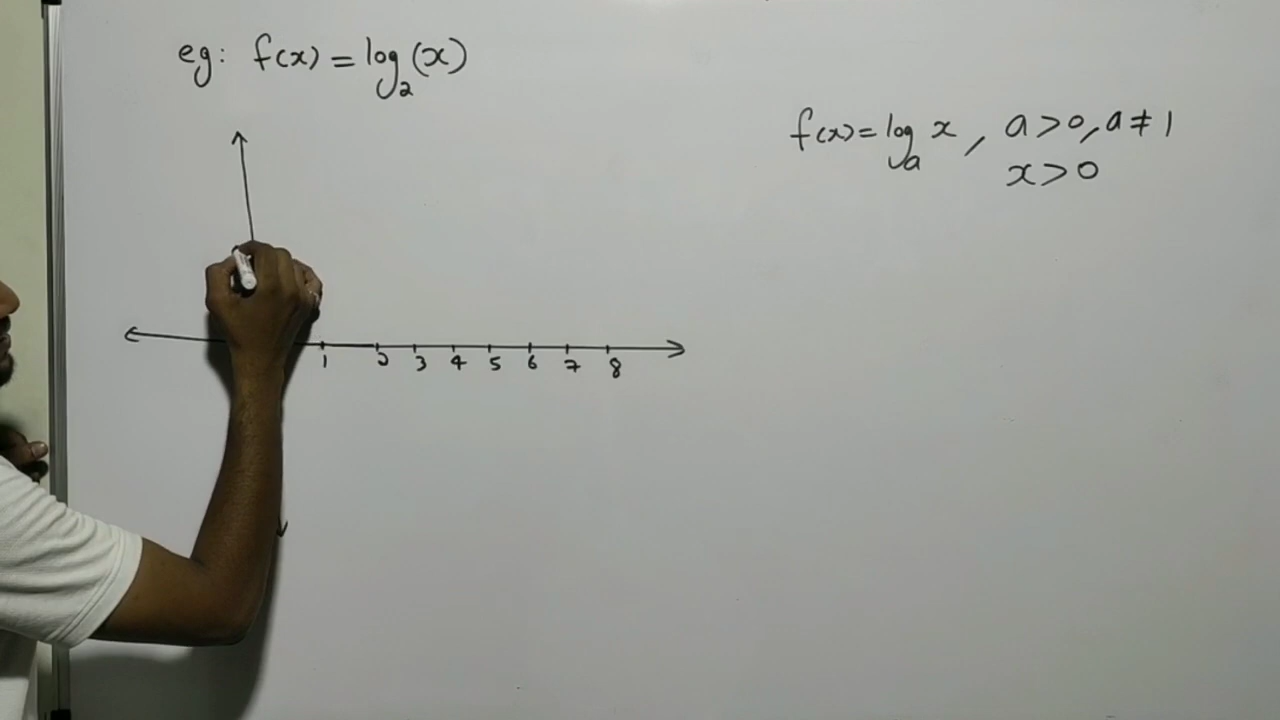 eg: f(x) = log₂(x)
f(x) = logₐ x , a > 0, a ≠ 1
x > 0
1 2 3 4 5 6 7 8